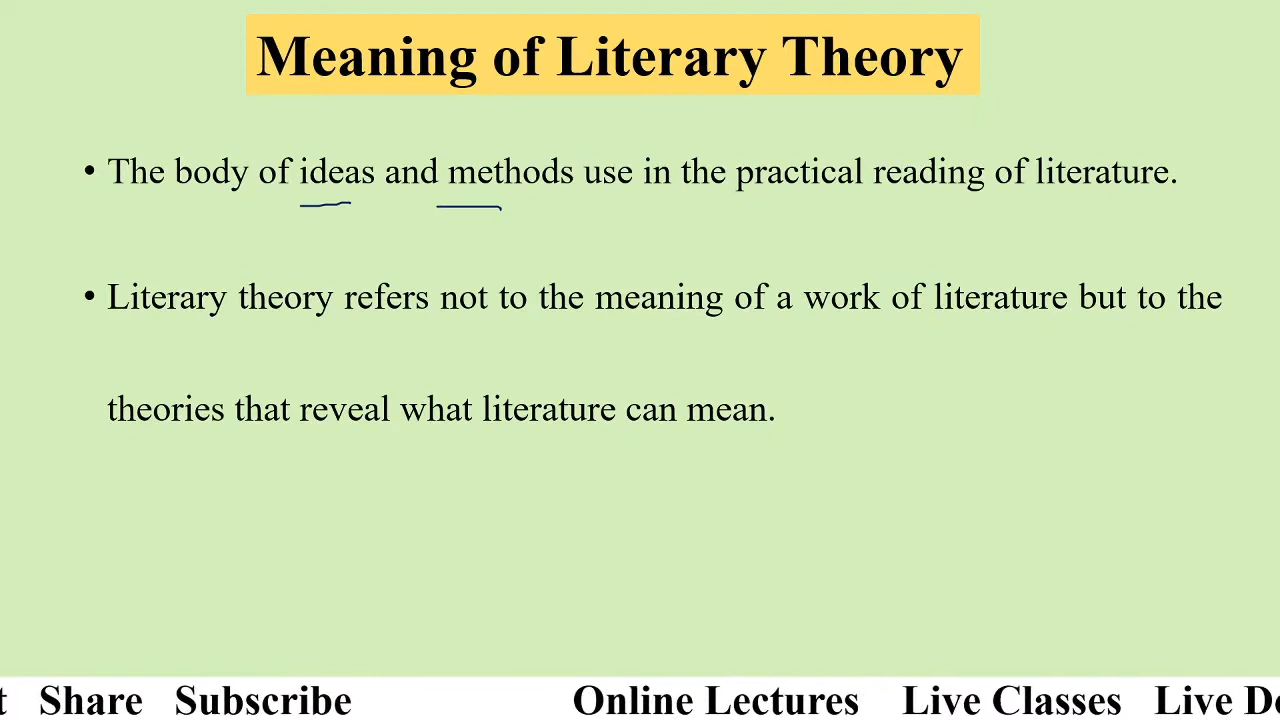 Meaning of Literary Theory
• The body of ideas and methods use in the practical reading of literature.
• Literary theory refers not to the meaning of a work of literature but to the
theories that reveal what literature can mean.
Share Subscribe Online Lectures Live Classes Live